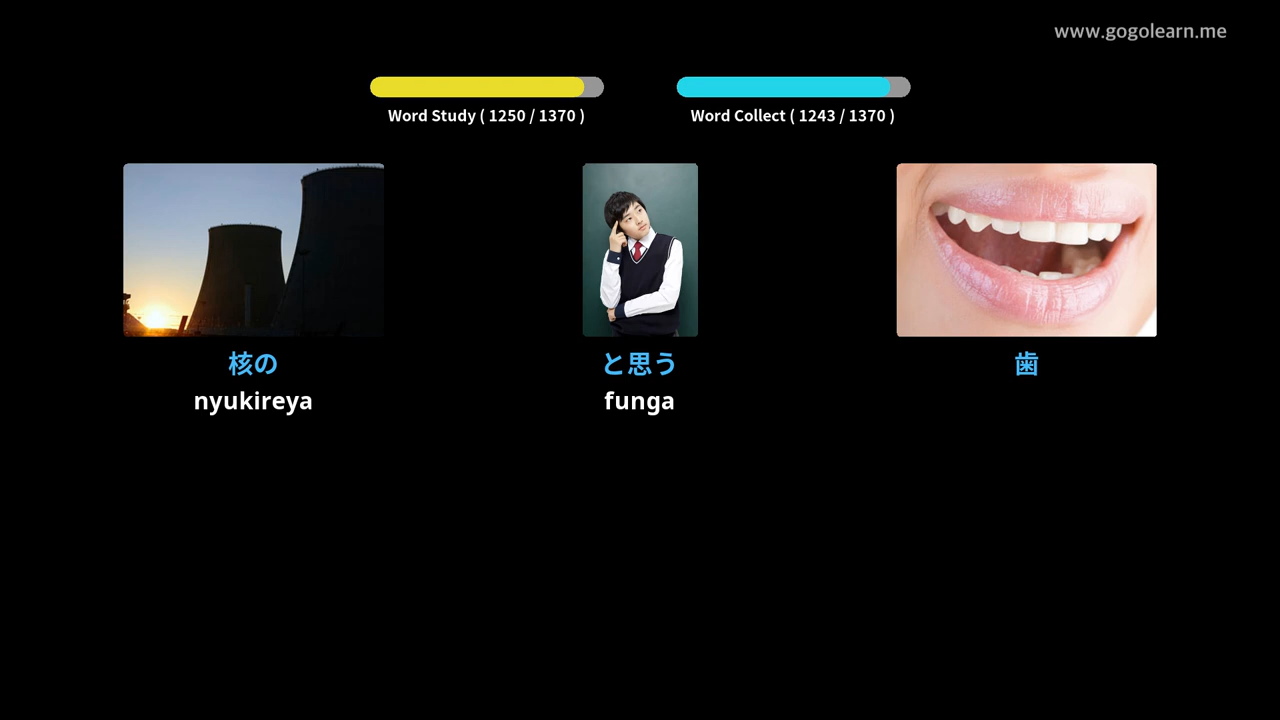 www.gogolearn.me
Word Study ( 1250 / 1370 )
Word Collect ( 1243 / 1370 )
核の
nyukireya
と思う
funga
歯